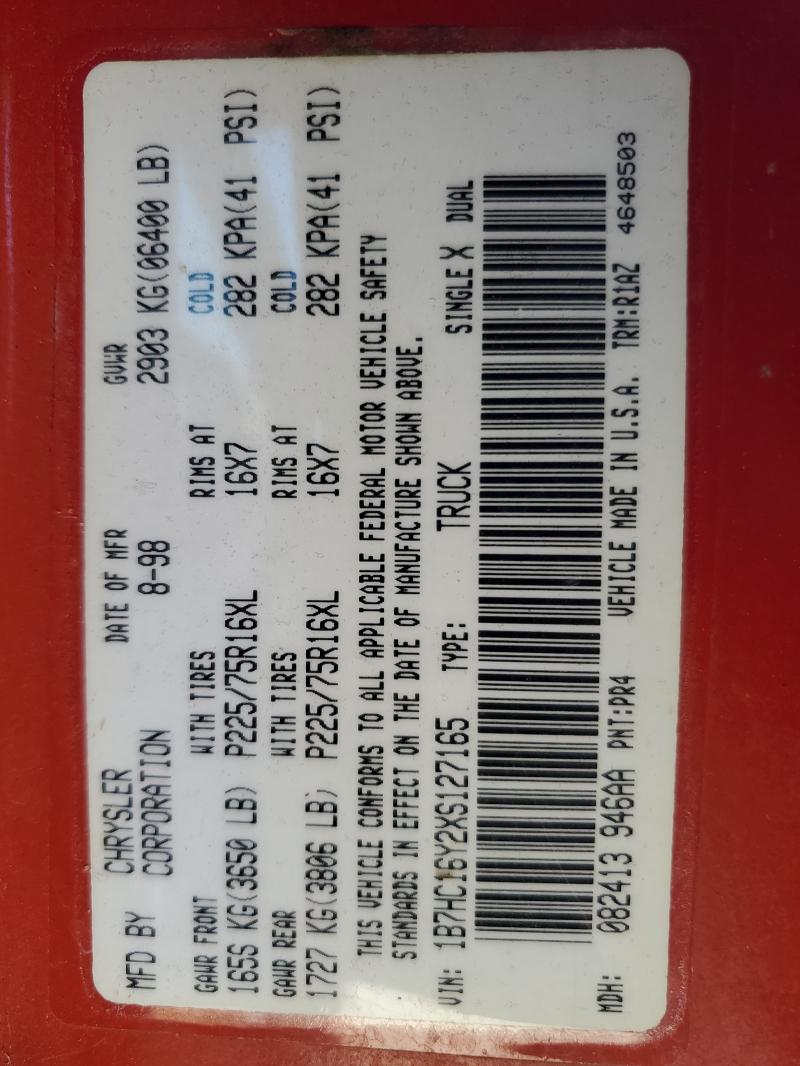 MFD BY CHRYSLER CORPORATION DATE OF MFR 8-98 GVWR 2903 KG(06400 LB)
GAWR FRONT WITH TIRES RIMS AT COLD
165S KG(3650 LB) P225/75R16XL 16X7 282 KPA(41 PSI)
GAWR REAR WITH TIRES RIMS AT COLD
1727 KG(3806 LB) P225/75R16XL 16X7 282 KPA(41 PSI)
THIS VEHICLE CONFORMS TO ALL APPLICABLE FEDERAL MOTOR VEHICLE SAFETY
STANDARDS IN EFFECT ON THE DATE OF MANUFACTURE SHOWN ABOVE.
VIN: 1B7HC16Y2XS127165 TYPE: TRUCK SINGLE X DUAL
MDH: 082413 946AA PNT:PR4 VEHICLE MADE IN U.S.A. TRM:R1AZ 4648503